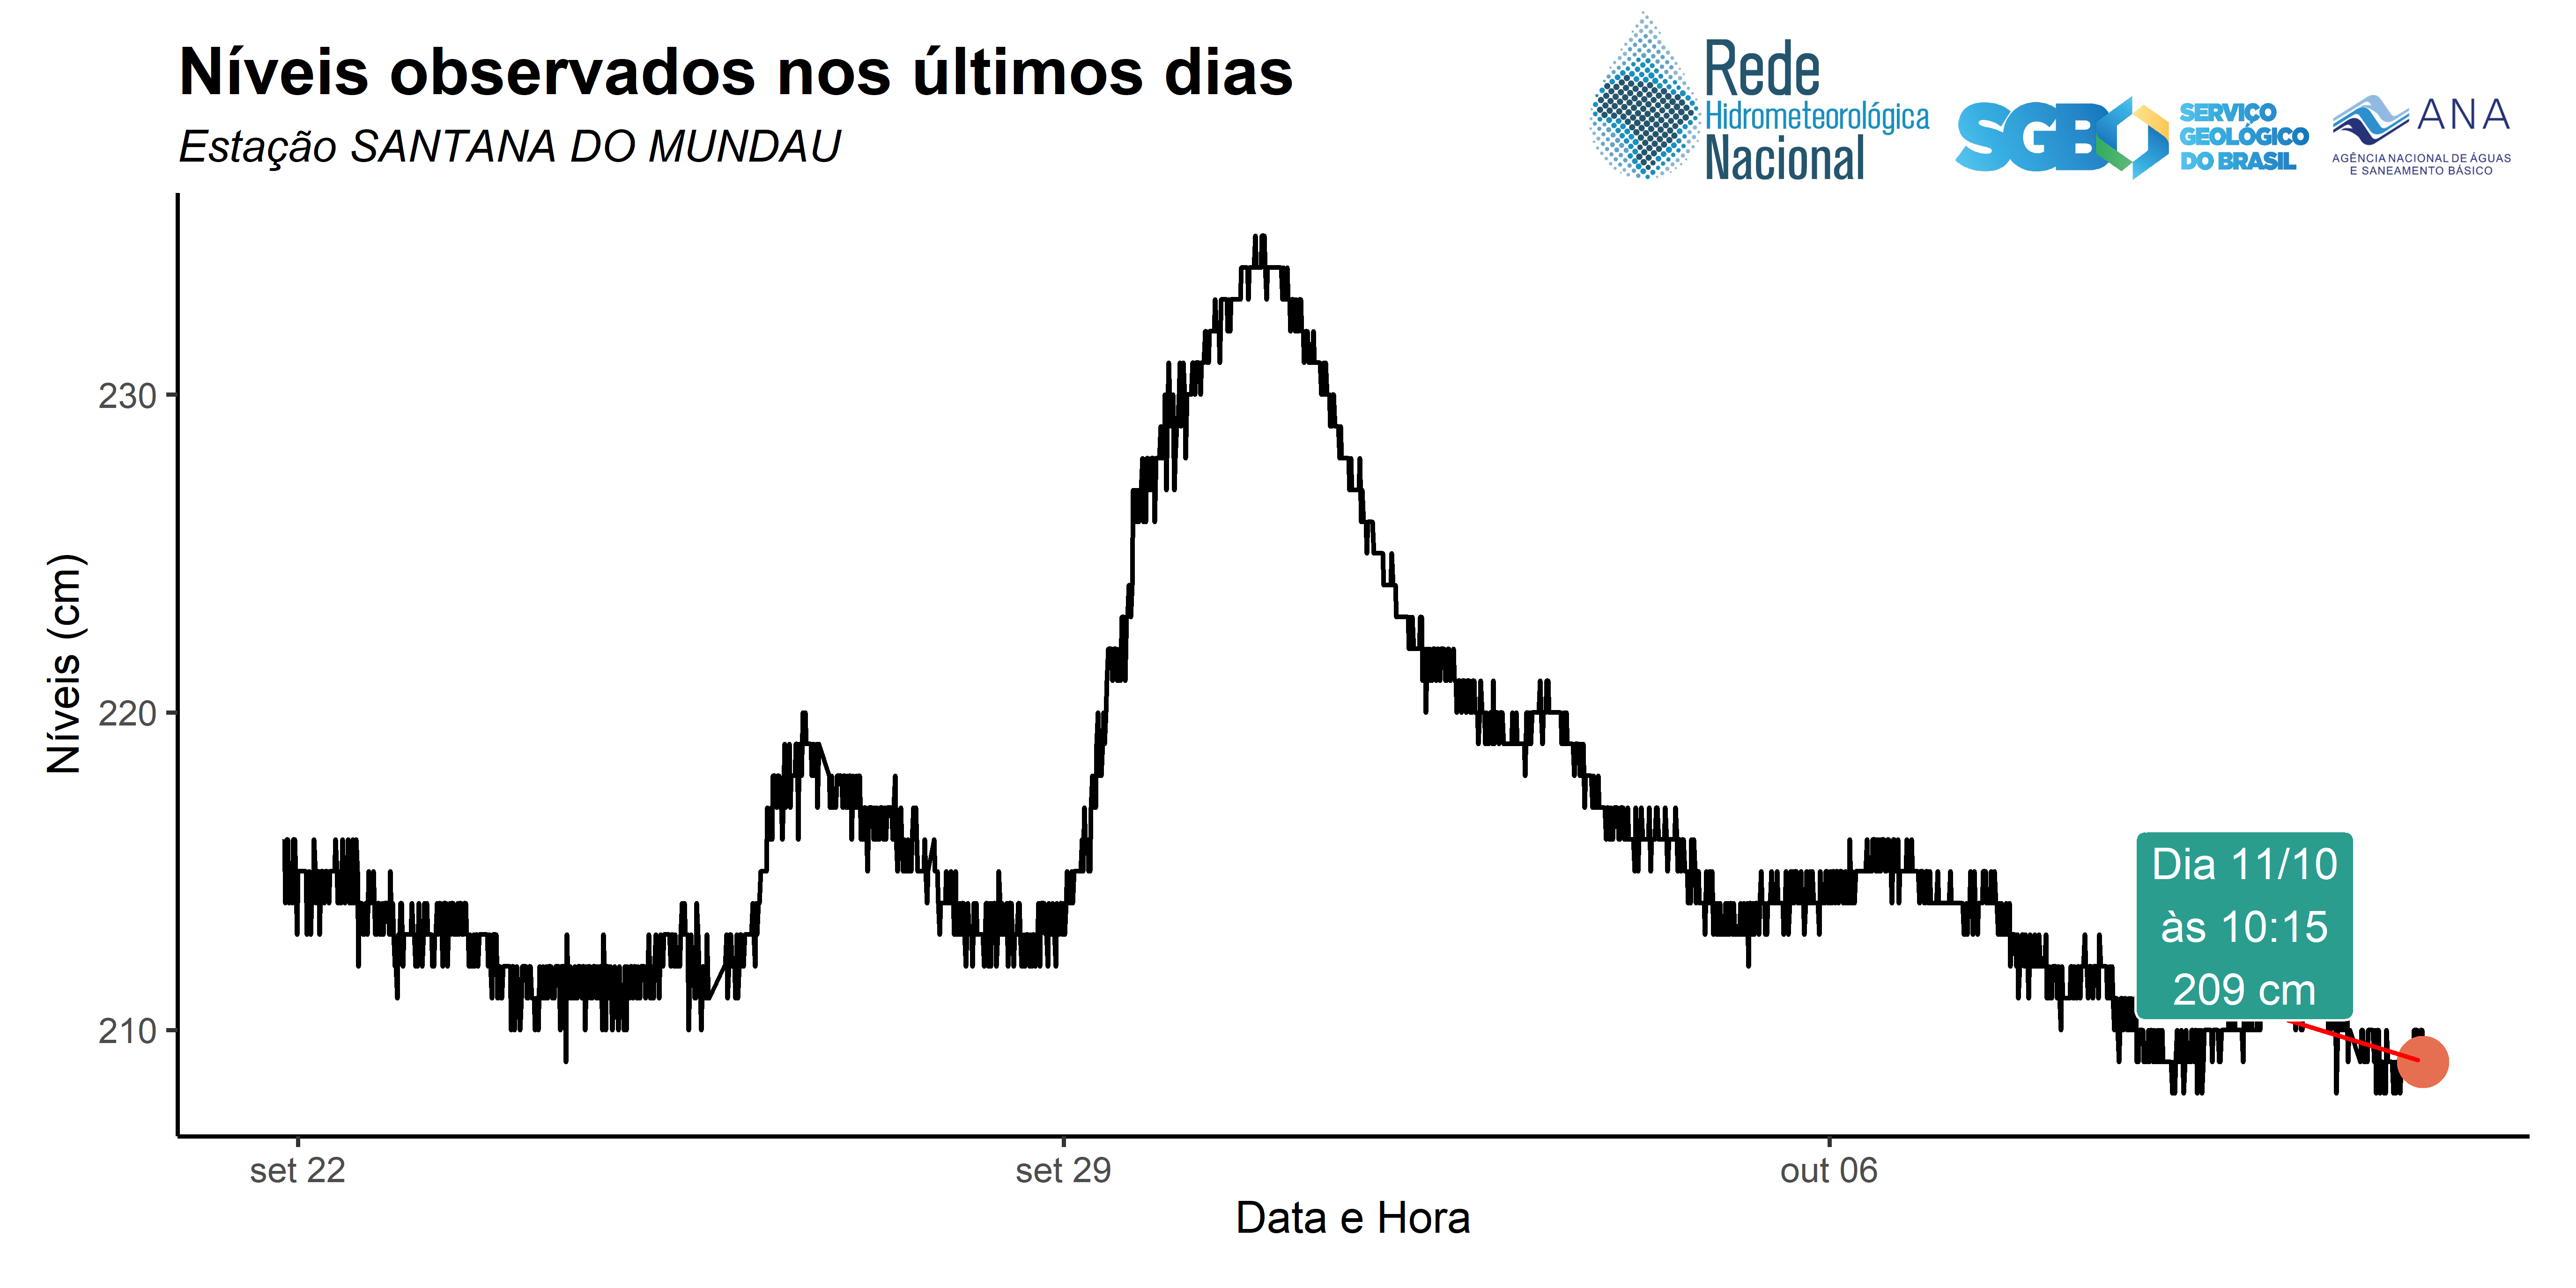 Níveis observados nos últimos dias
Estação SANTANA DO MUNDAU
Rede
Hidrometeorológica
Nacional
SGB
SERVIÇO
GEOLÓGICO
DO BRASIL
ANA
AGÊNCIA NACIONAL DE ÁGUAS
E SANEAMENTO BÁSICO
Níveis (cm)
230
220
210
Dia 11/10
às 10:15
209 cm
set 22
set 29
out 06
Data e Hora